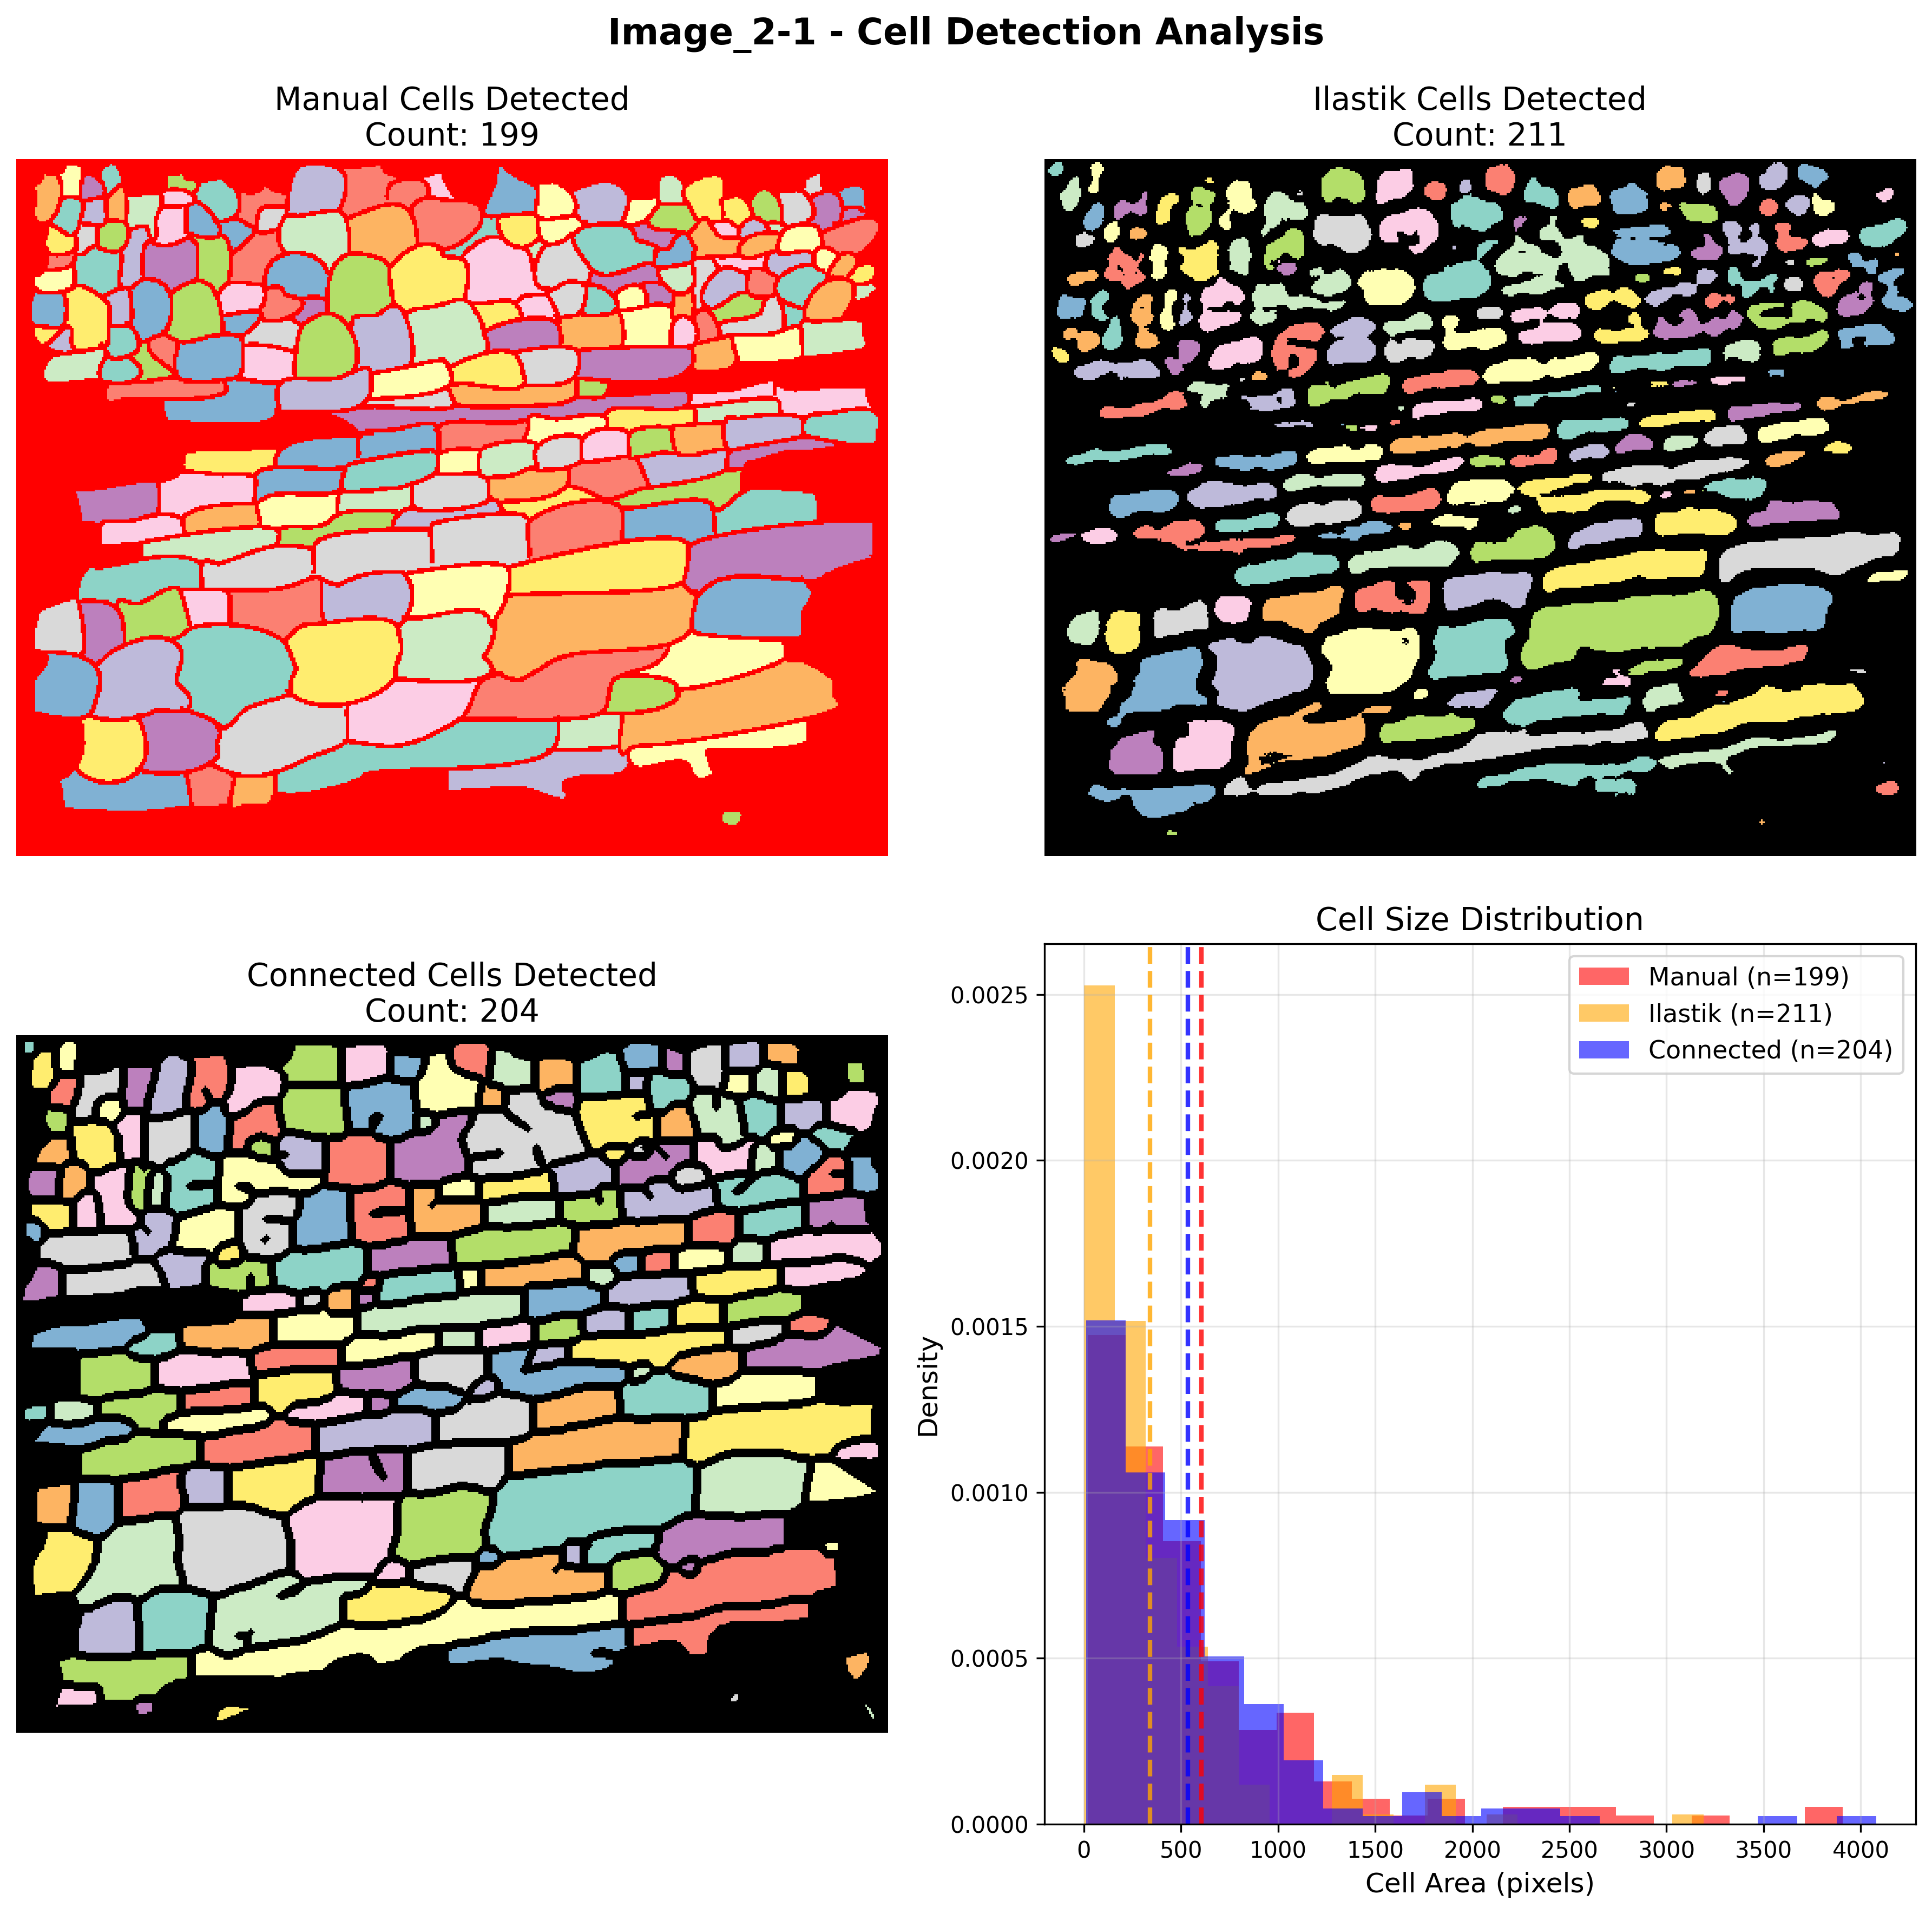 Image_2-1 - Cell Detection Analysis
Manual Cells Detected
Count: 199
Ilastik Cells Detected
Count: 211
Connected Cells Detected
Count: 204
Cell Size Distribution
Manual (n=199)
Ilastik (n=211)
Connected (n=204)
Density
0.0025
0.0020
0.0015
0.0010
0.0005
0.0000
0 500 1000 1500 2000 2500 3000 3500 4000
Cell Area (pixels)